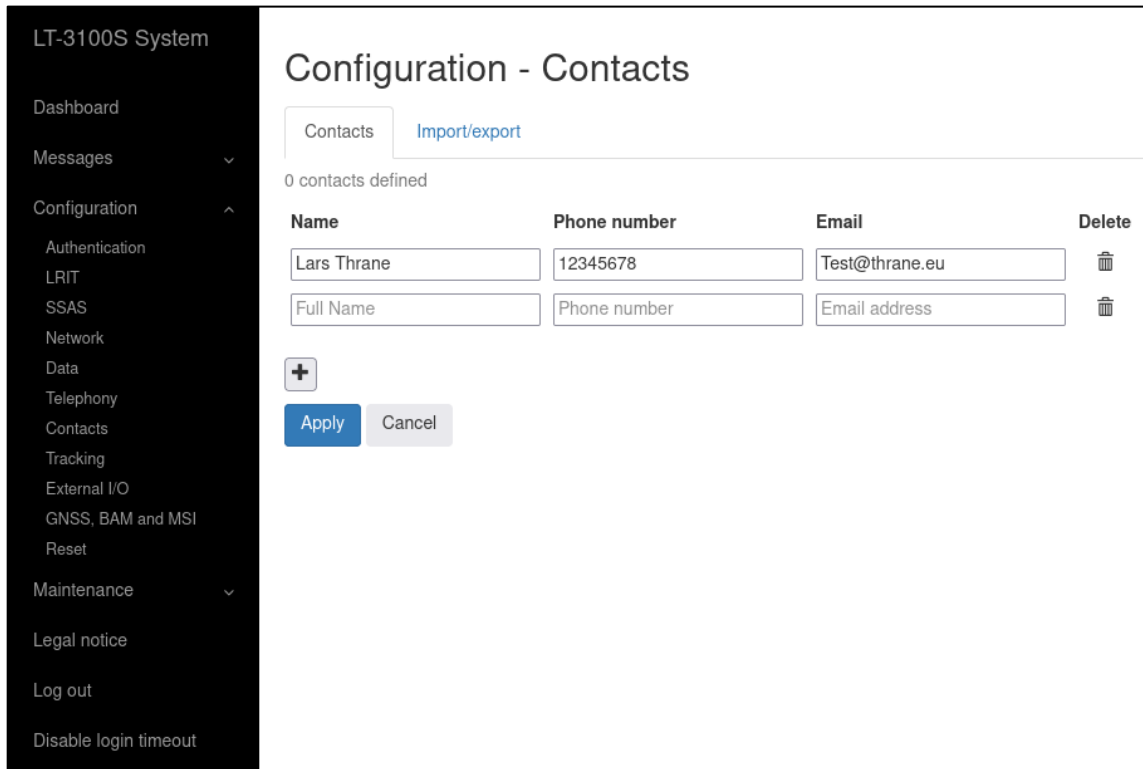 LT-3100S System
Dashboard
Messages
Configuration
Authentication
LRIT
SSAS
Network
Data
Telephony
Contacts
Tracking
External I/O
GNSS, BAM and MSI
Reset
Maintenance
Legal notice
Log out
Disable login timeout
Configuration - Contacts
Contacts Import/export
0 contacts defined
Name Phone number Email Delete
Lars Thrane 12345678 Test@thrane.eu
Full Name Phone number Email address
Apply Cancel